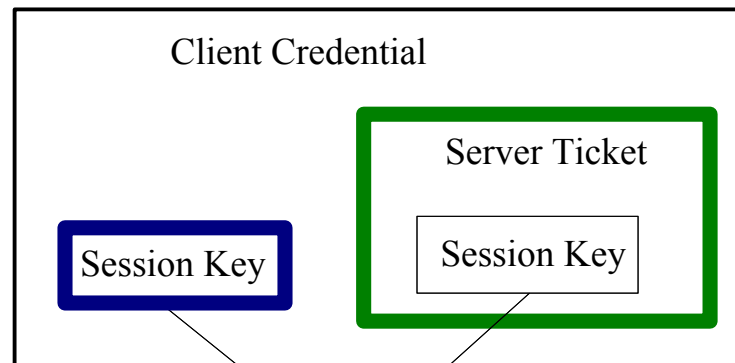 Client Credential
Server Ticket
Session Key
Session Key